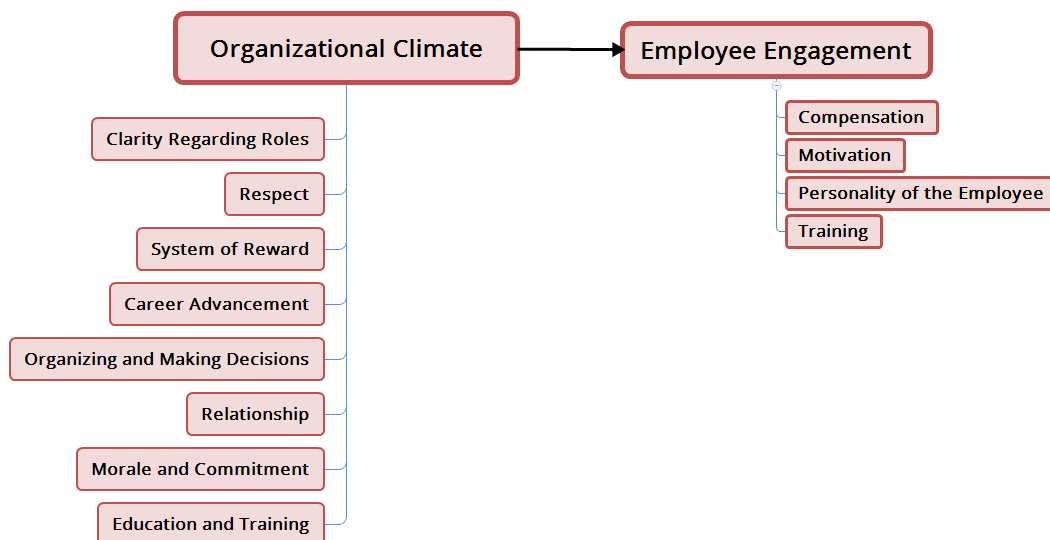 Organizational Climate
Employee Engagement
Clarity Regarding Roles
Respect
System of Reward
Career Advancement
Organizing and Making Decisions
Relationship
Morale and Commitment
Education and Training
Compensation
Motivation
Personality of the Employee
Training